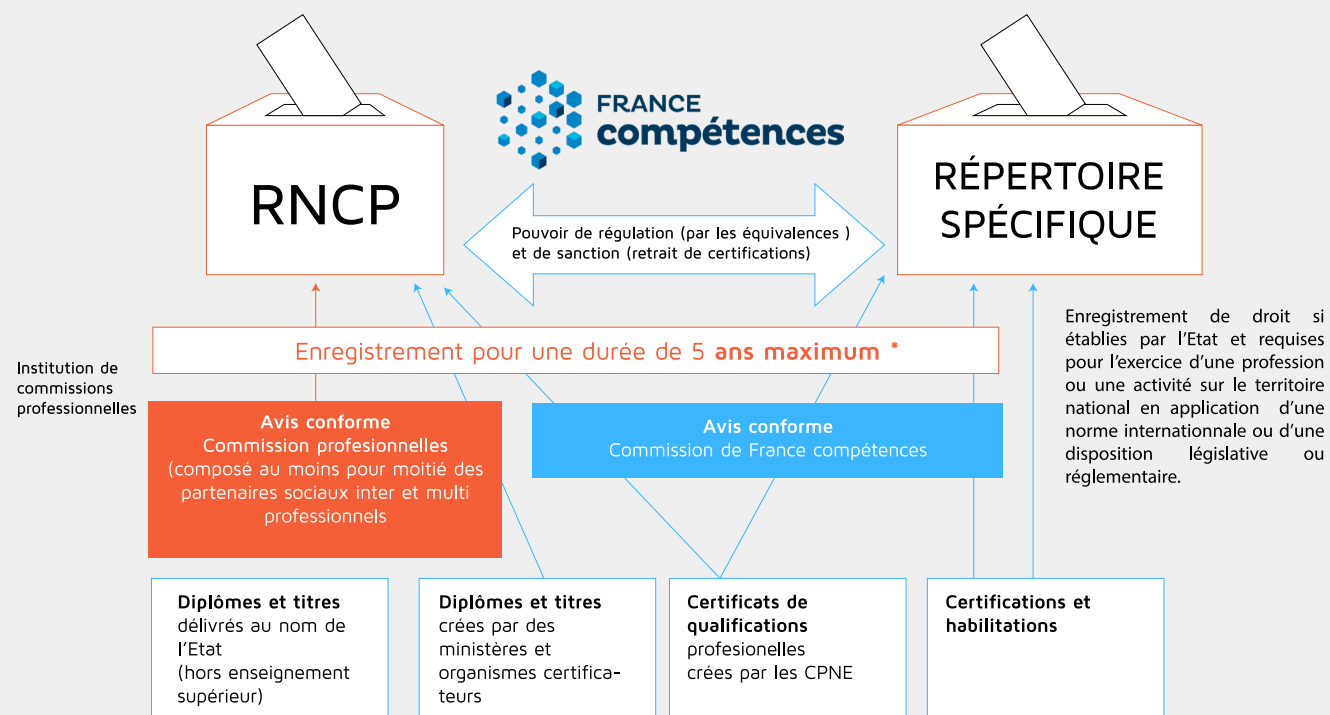 FRANCE
compétences
RNCP
RÉPERTOIRE
SPÉCIFIQUE
Pouvoir de régulation (par les équivalences )
et de sanction (retrait de certifications)
Enregistrement pour une durée de 5 ans maximum *
Institution de
commissions
professionnelles
Avis conforme
Commission profesionnelles
(composé au moins pour moitié des
partenaires sociaux inter et multi
professionnels
Avis conforme
Commission de France compétences
Enregistrement de droit si
établies par l'Etat et requises
pour l'exercice d'une profession
ou une activité sur le territoire
national en application d'une
norme internationnale ou d'une
disposition législative ou
réglementaire.
Diplômes et titres
délivrés au nom de
l'Etat
(hors enseignement
supérieur)
Diplômes et titres
crées par des
ministères et
organismes certifica-
teurs
Certificats de
qualifications
profesionelles
crées par les CPNE
Certifications et
habilitations